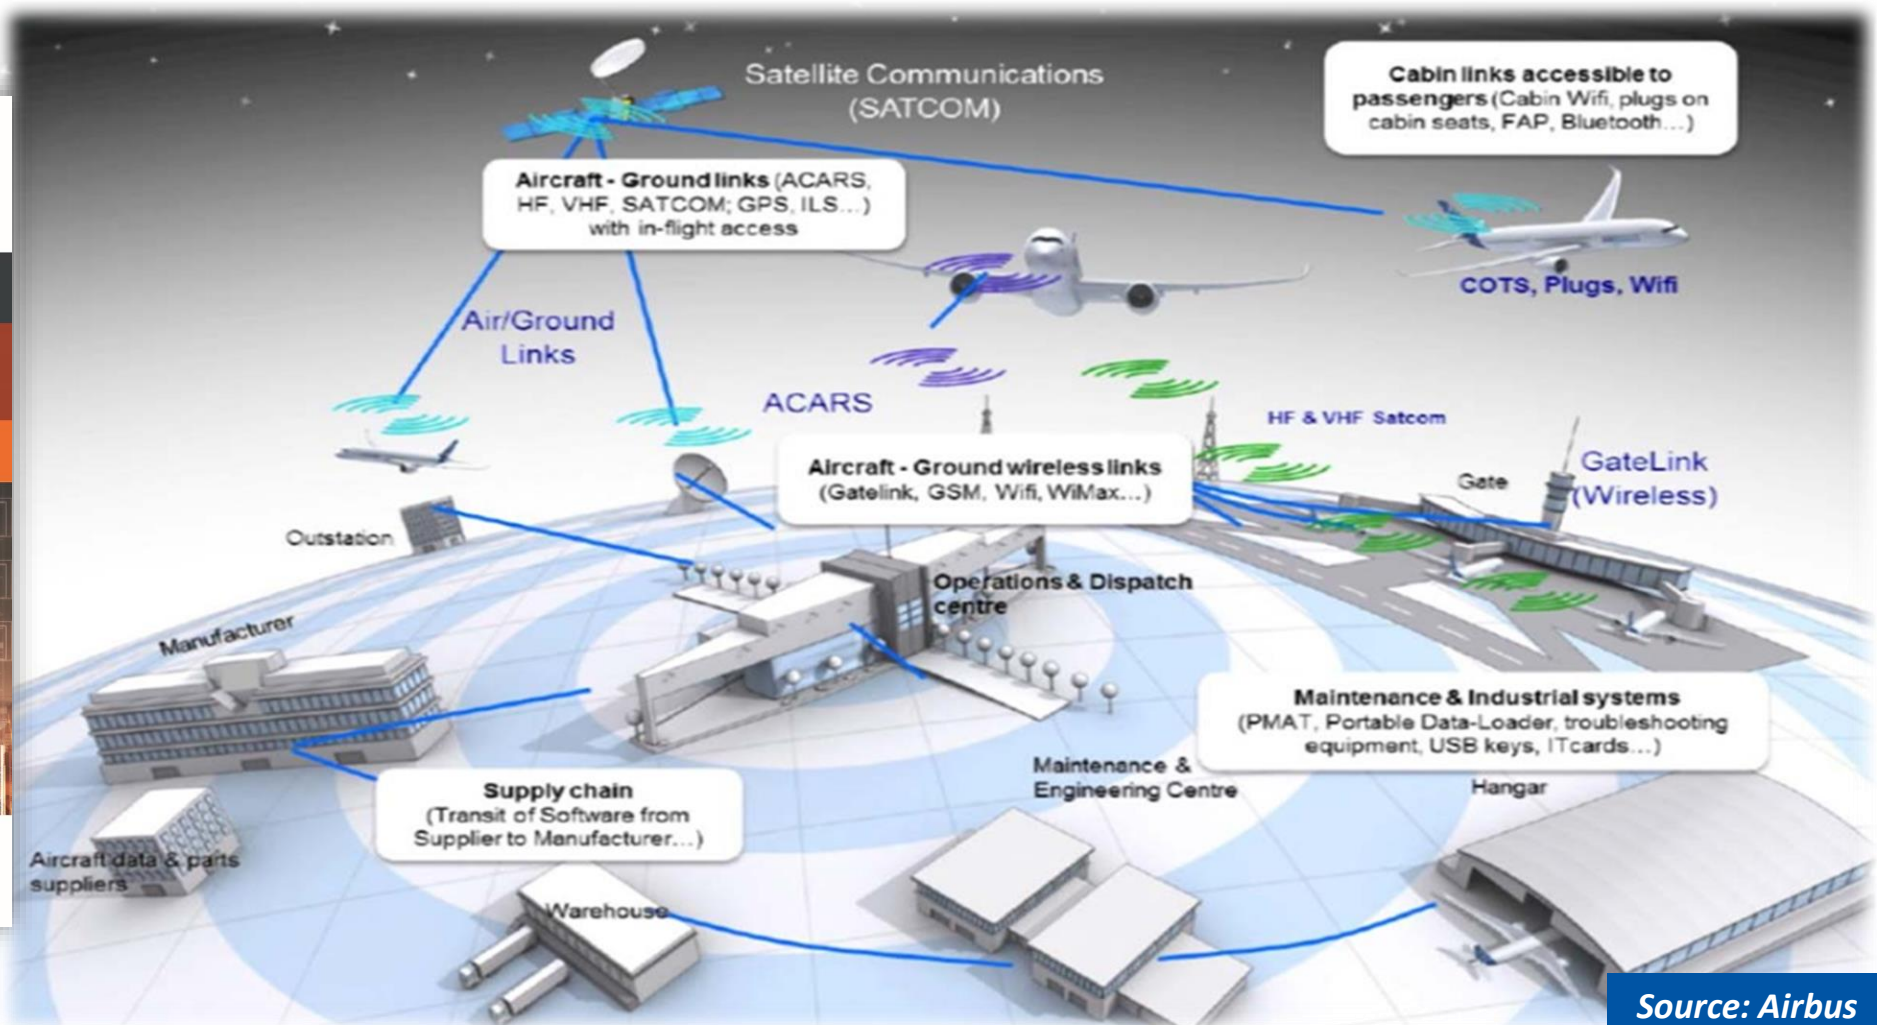 Satellite Communications
(SATCOM)
Cabin links accessible to
passengers (Cabin Wifi, plugs on
cabin seats, FAP, Bluetooth...)
Aircraft - Ground links (ACARS,
HF, VHF, SATCOM; GPS, ILS...)
with in-flight access
COTS, Plugs, Wifi
Air/Ground
Links
ACARS
HF & VHF Satcom
Aircraft - Ground wireless links
(Gatelink, GSM, Wifi, WiMax...)
Gate
GateLink
(Wireless)
Outstation
Operations & Dispatch
centre
Manufacturer
Maintenance & Industrial systems
(PMAT, Portable Data-Loader, troubleshooting
equipment, USB keys, ITcards...)
Maintenance &
Engineering Centre
Hangar
Supply chain
(Transit of Software from
Supplier to Manufacturer...)
Aircraft data & parts
suppliers
Warehouse
Source: Airbus